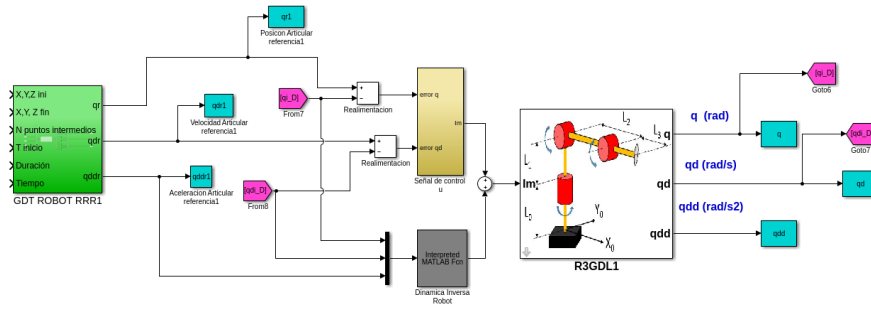 qr1
Posicon Articular
referencia1
X,Y,Z ini
X,Y, Z fin
N puntos intermedios
T inicio
Duración
Tiempo
qr
qdr
qddr
GDT ROBOT RRR1
qdr1
Velocidad Articular
referencia1
qddr1
Aceleracion Articular
referencia1
[qi_D]
From7
[qdi_D]
From8
+
−
Realimentacion
+
−
Realimentacion
error q
error qd
Im
Señal de control
u
Interpreted
MATLAB Fcn
Dinamica Inversa
Robot
+
+
Im
L2
L3
Y0
X0
q
qd
qdd
R3GDL1
q (rad)
qd (rad/s)
qdd (rad/s2)
[qi_D]
Goto6
q
[qdi_D]
Goto7
qd
qdd